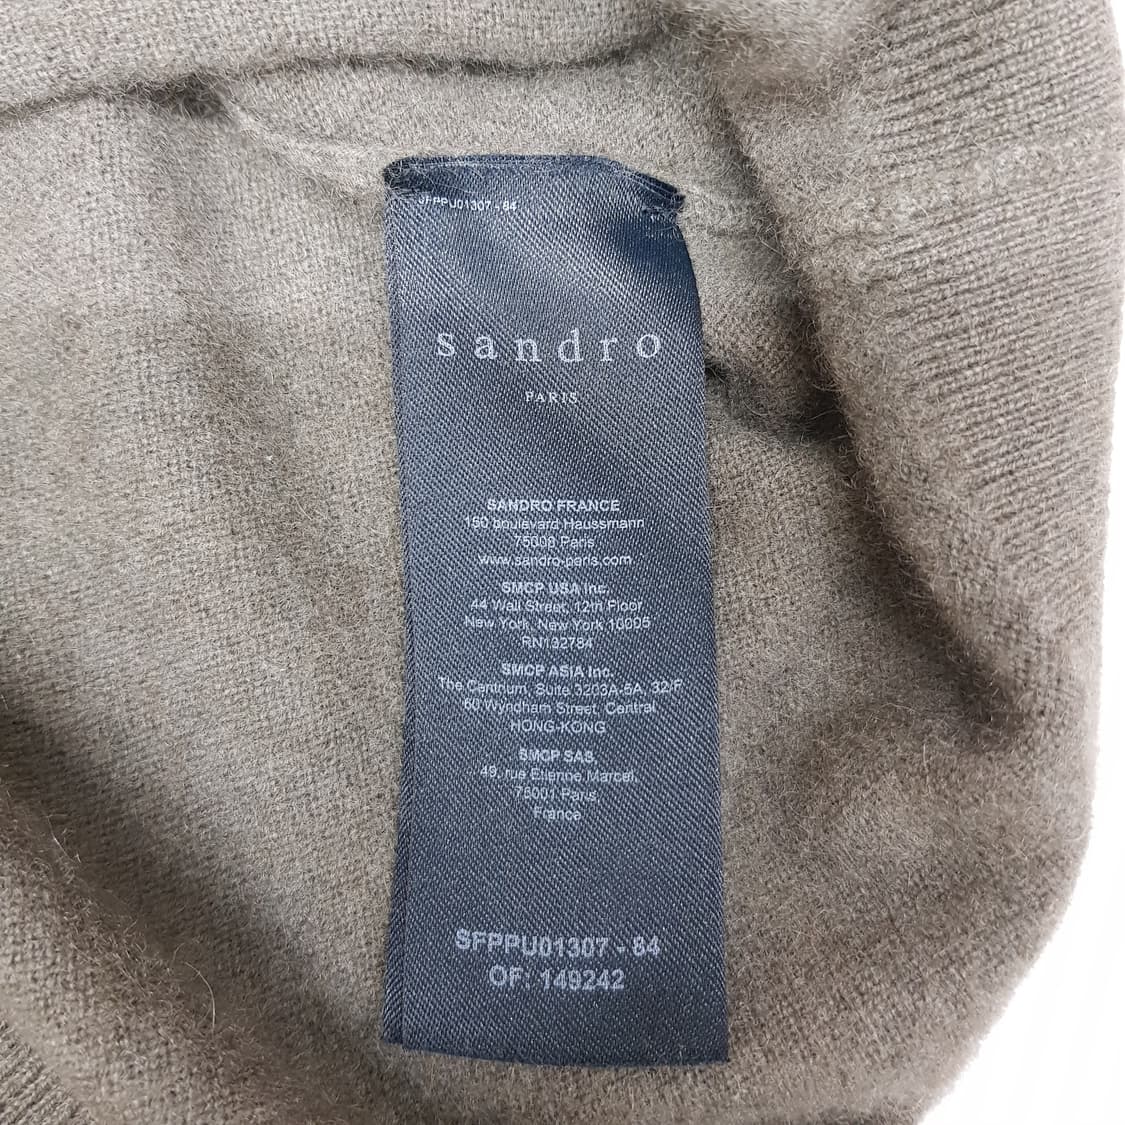 SFPPU01307 - 84
sandro
PARIS
SANDRO FRANCE
150 boulevard Haussmann
75008 Paris
www.sandro-paris.com
SMCP USA Inc.
44 Wall Street, 12th Floor
New York, New York 10005
RN132784
SMCP ASIA Inc.
The Centrium, Suite 3203A-5A, 32/F
60 Wyndham Street, Central
HONG-KONG
SMCP SAS
49, rue Etienne Marcel,
75001 Paris,
France
SFPPU01307 - 84
OF: 149242